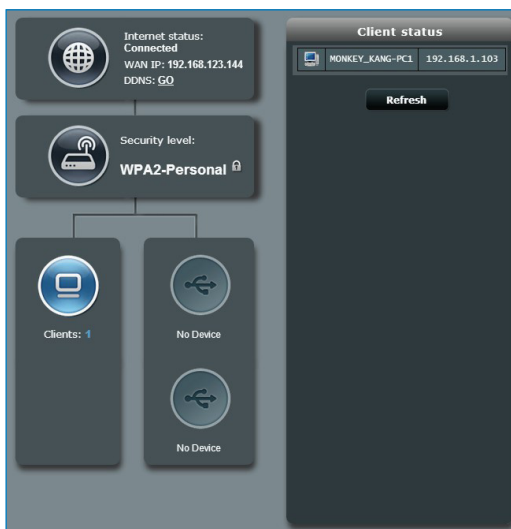 Internet status:
Connected
WAN IP: 192.168.123.144
DDNS: GO
Security level:
WPA2-Personal
Clients: 1
No Device
No Device
Client status
MONKEY_KANG-PC1 192.168.1.103
Refresh